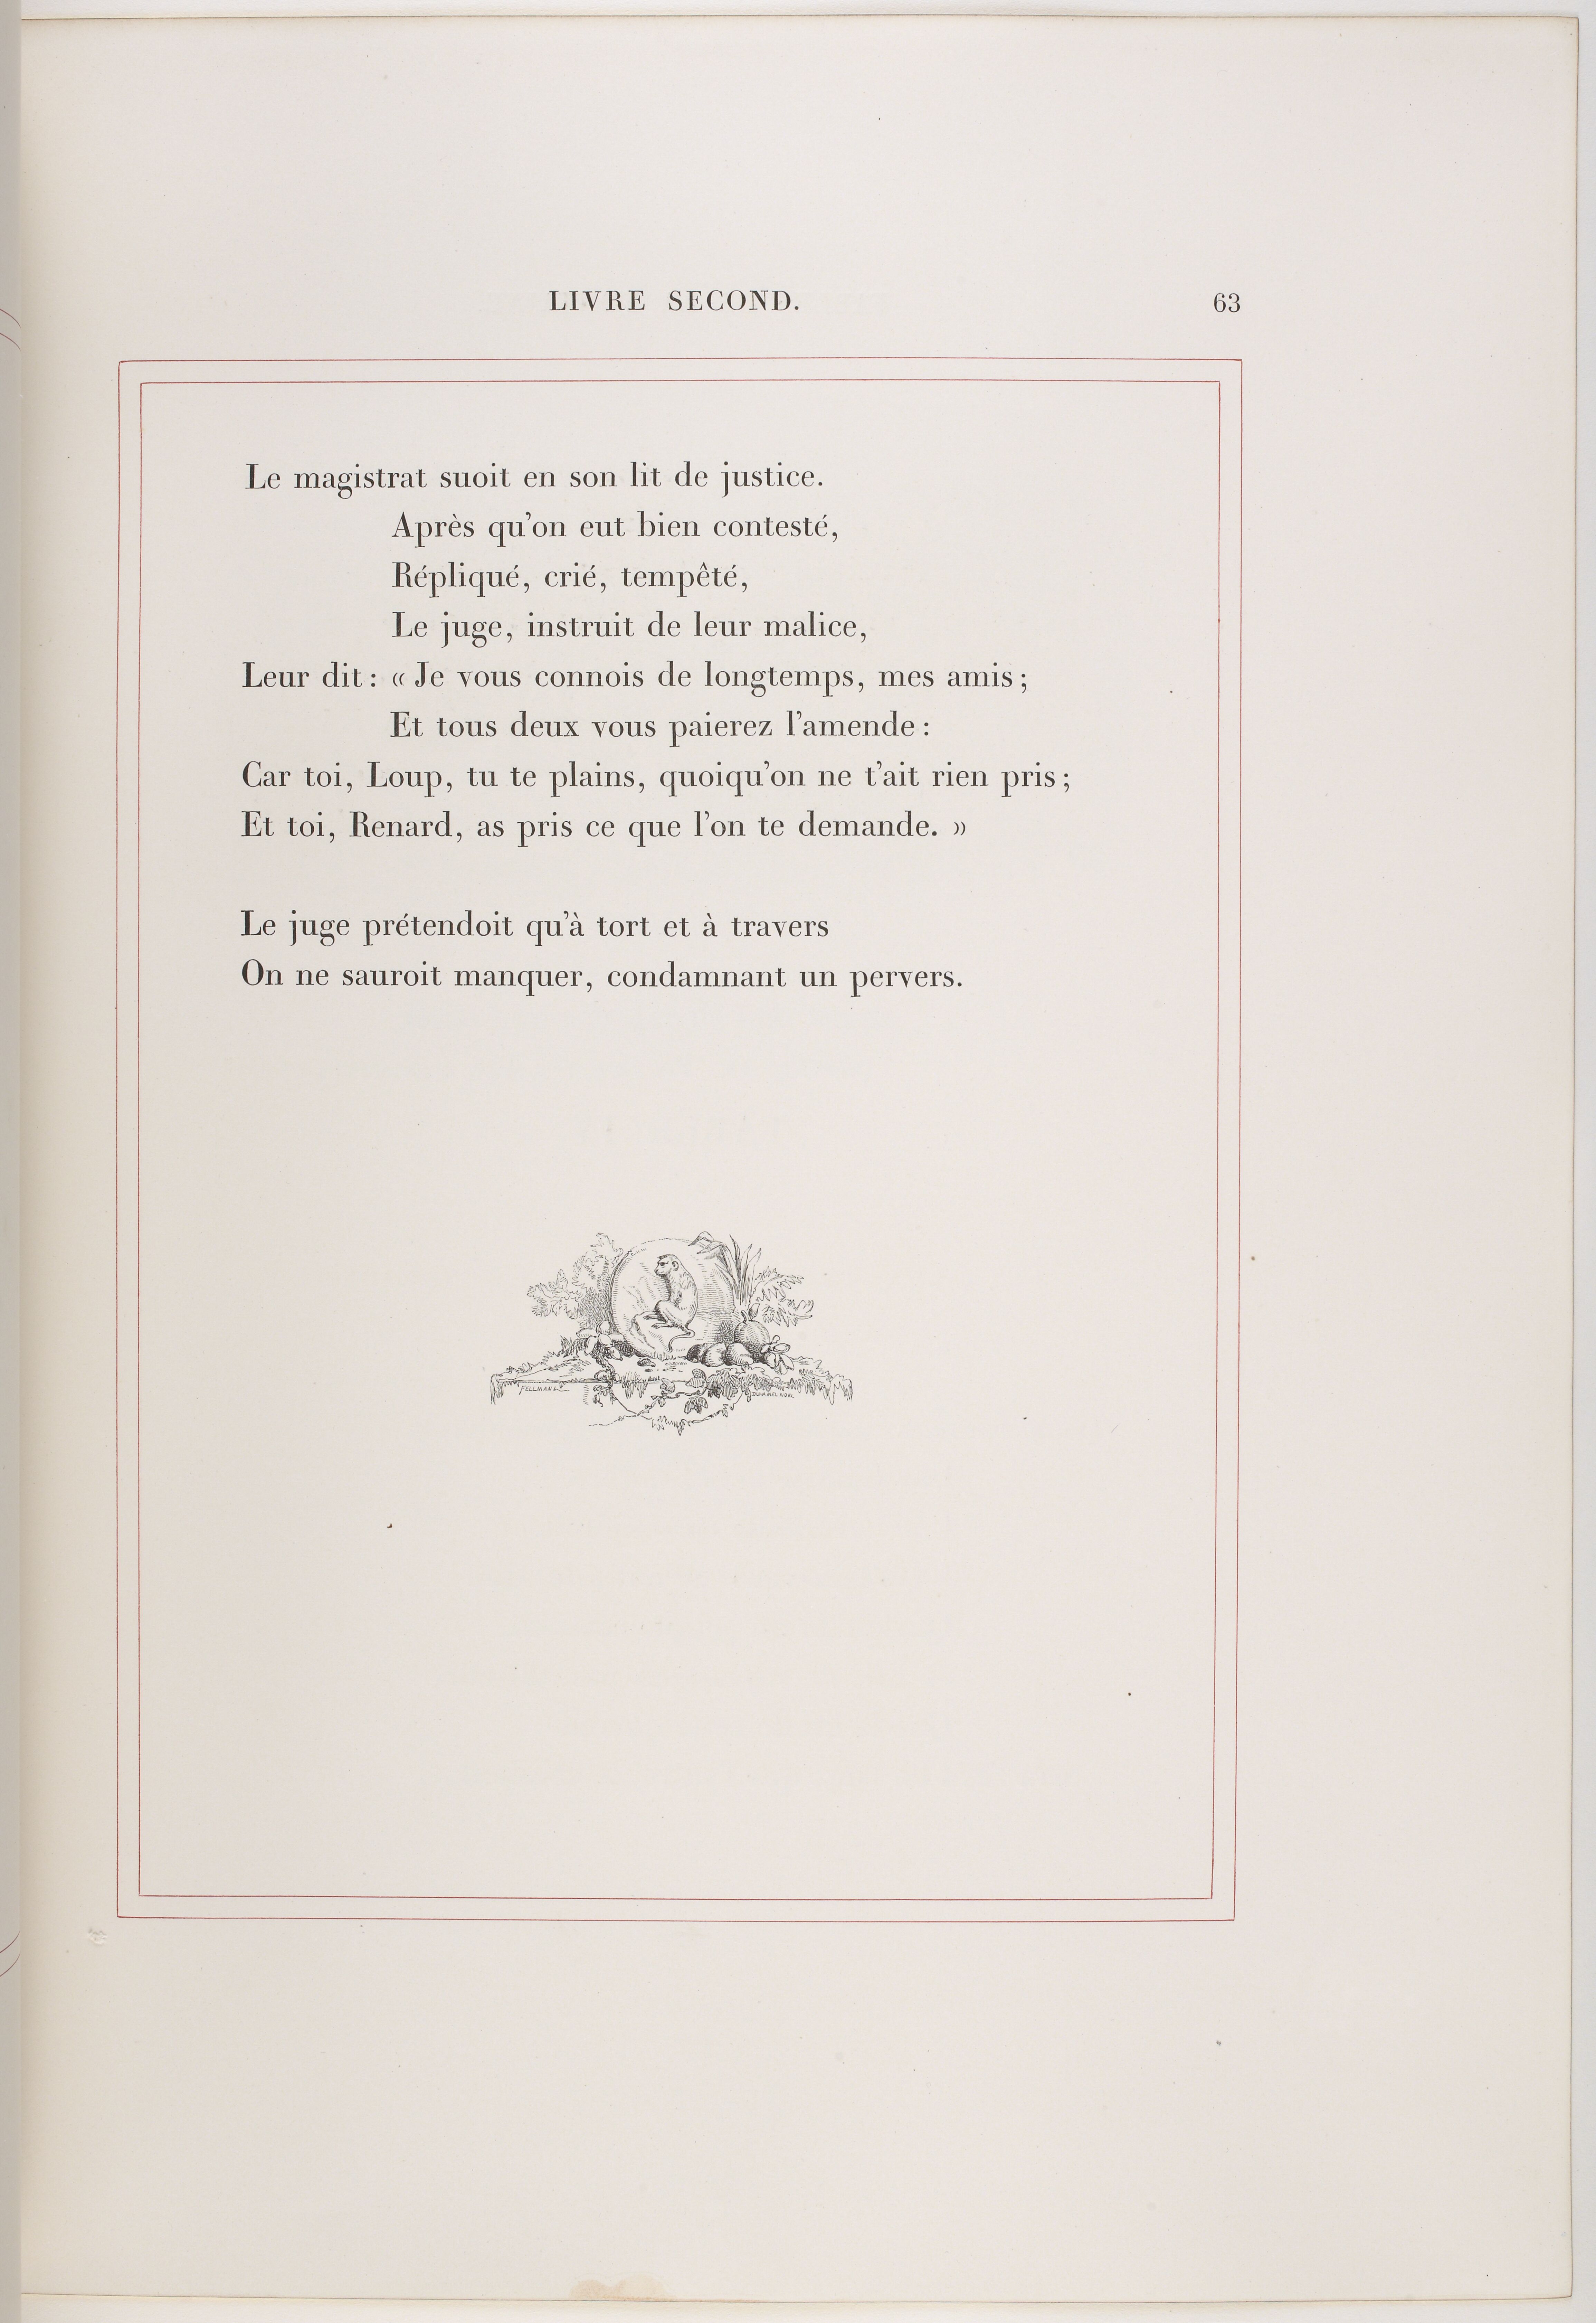 LIVRE SECOND. 63
Le magistrat suoit en son lit de justice.
Après qu'on eut bien contesté,
Répliqué, crié, tempêté,
Le juge, instruit de leur malice,
Leur dit : « Je vous connois de longtemps, mes amis ;
Et tous deux vous paierez l'amende :
Car toi, Loup, tu te plains, quoiqu'on ne t'ait rien pris ;
Et toi, Renard, as pris ce que l'on te demande. »
Le juge prétendoit qu'à tort et à travers
On ne sauroit manquer, condamnant un pervers.